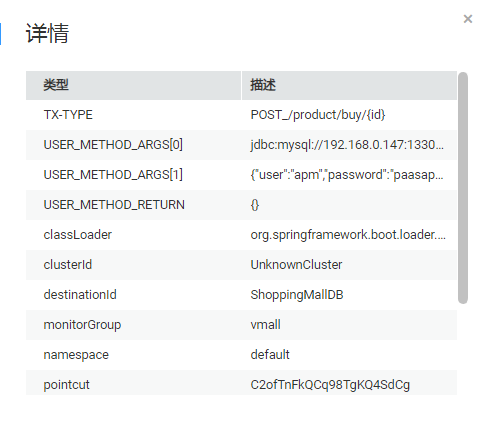 详情
×
类型 描述
TX-TYPE POST_/product/buy/{id}
USER_METHOD_ARGS[0] jdbc:mysql://192.168.0.147:1330...
USER_METHOD_ARGS[1] {"user":"apm","password":"paasap...
USER_METHOD_RETURN {}
classLoader org.springframework.boot.loader....
clusterId UnknownCluster
destinationId ShoppingMallDB
monitorGroup vmall
namespace default
pointcut C2ofTnFkQCq98TgKQ4SdCg